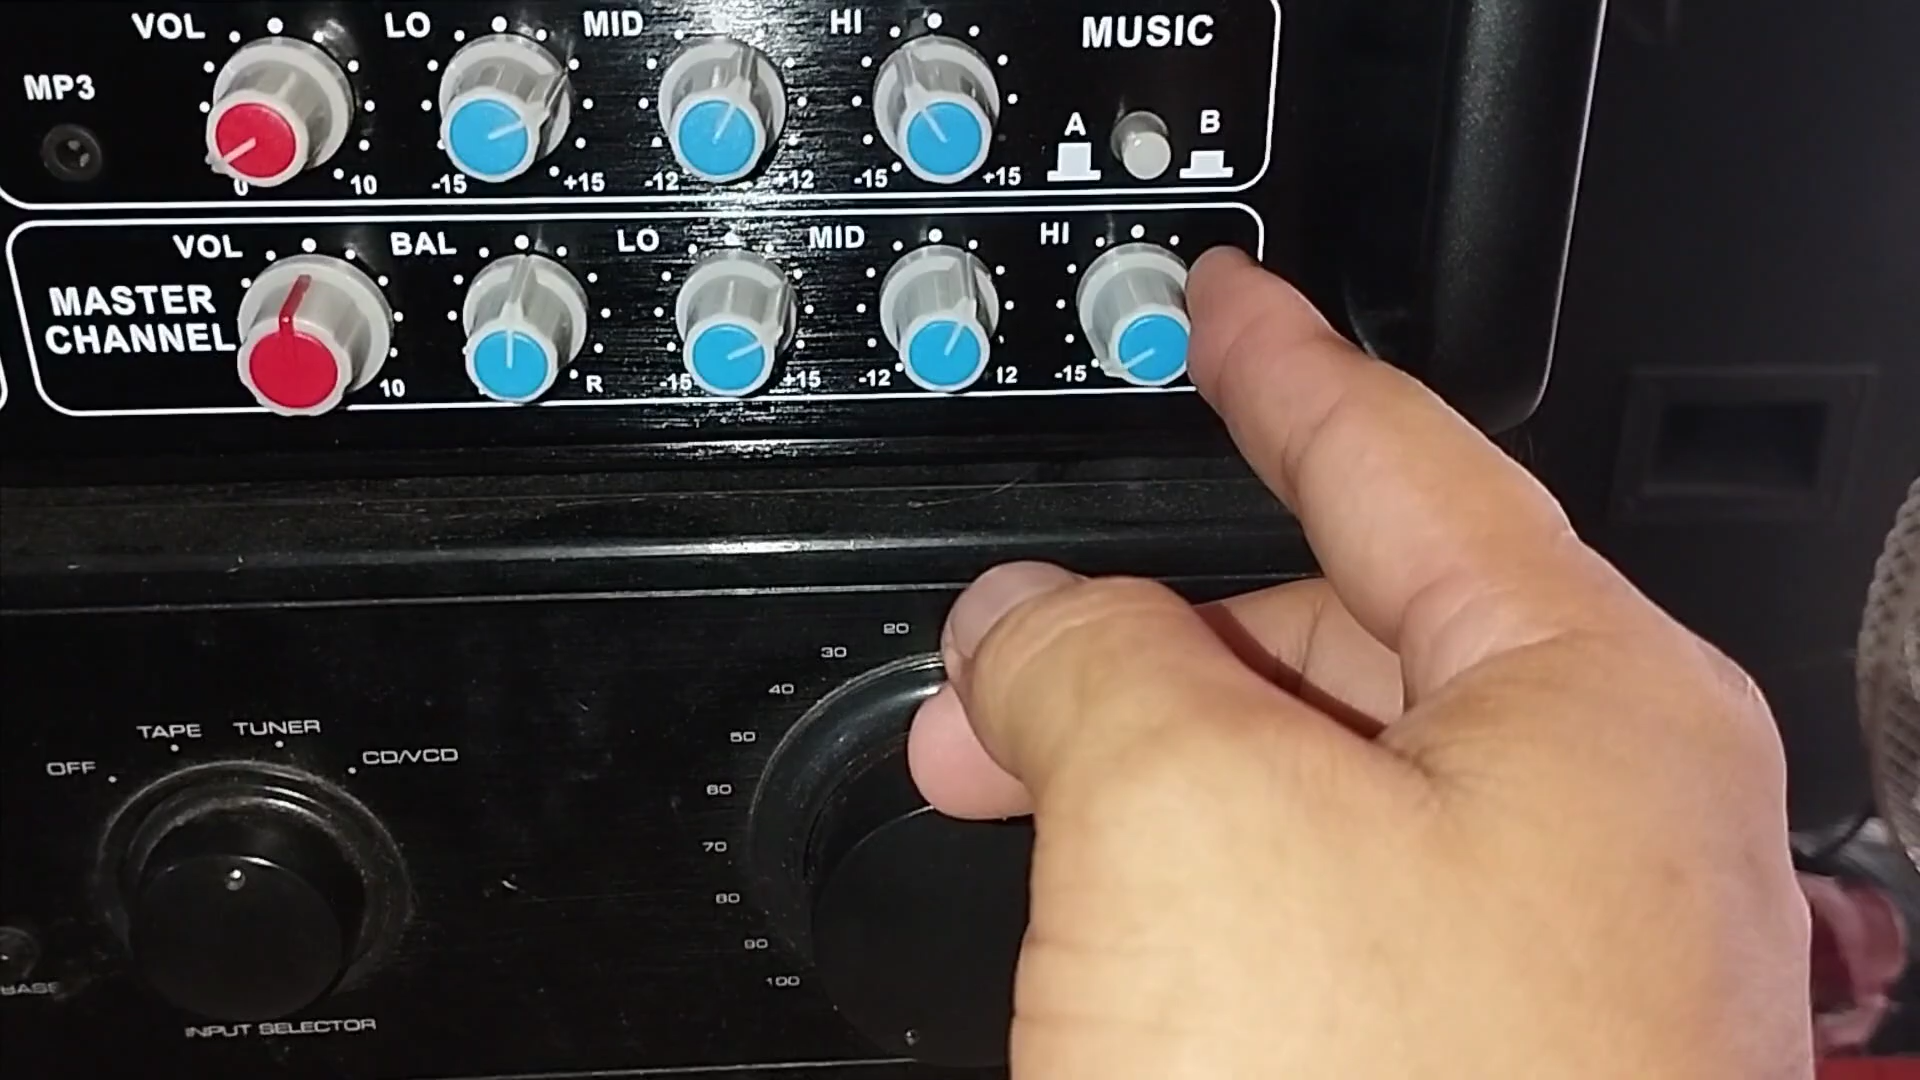 VOL LO MID HI MUSIC
MP3
A B
0 10 -15 +15 -12 +12 -15 +15
VOL BAL LO MID HI
MASTER
CHANNEL
10 R -15 +15 -12 12 -15
20
30
40
50
60
70
80
90
100
TAPE TUNER
OFF CD/VCD
INPUT SELECTOR